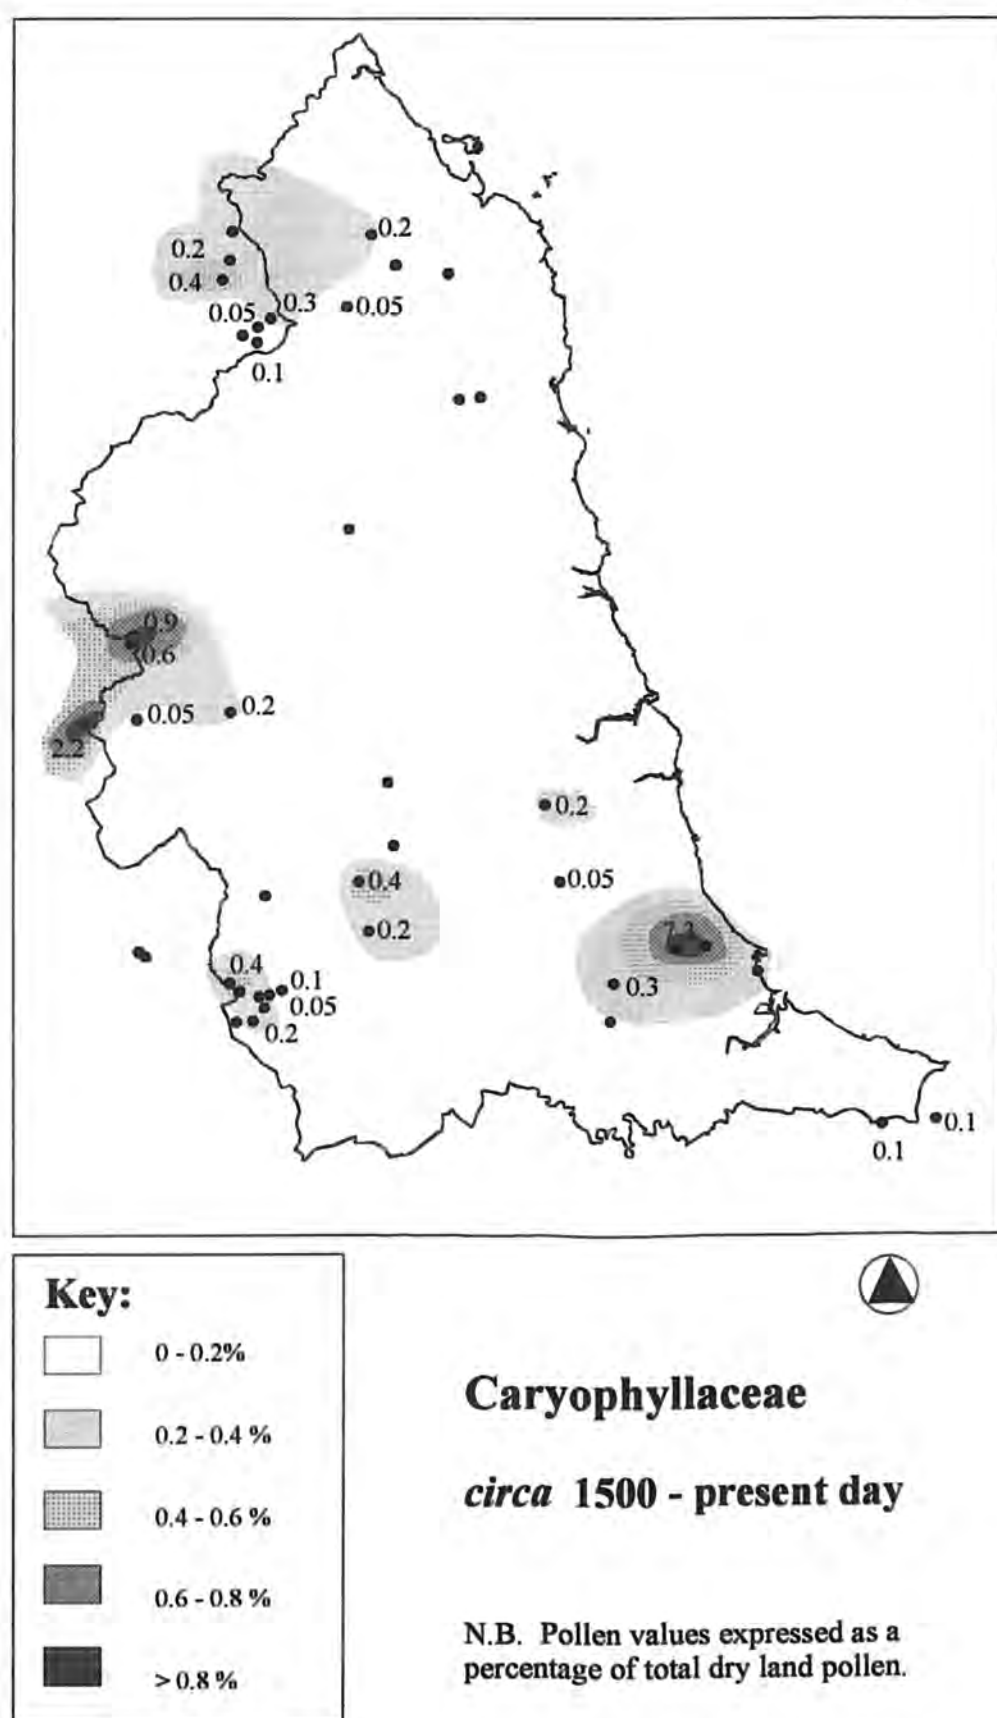 0.2
0.2
0.4
0.3
0.05
0.05
0.1
0.9
0.6
0.05
0.2
2.2
0.2
0.4
0.05
0.2
0.4
0.1
0.3
0.05
0.2
0.1
0.1
Key:
0 - 0.2%
0.2 - 0.4 %
0.4 - 0.6 %
0.6 - 0.8 %
> 0.8 %
Caryophyllaceae
circa 1500 - present day
N.B. Pollen values expressed as a
percentage of total dry land pollen.